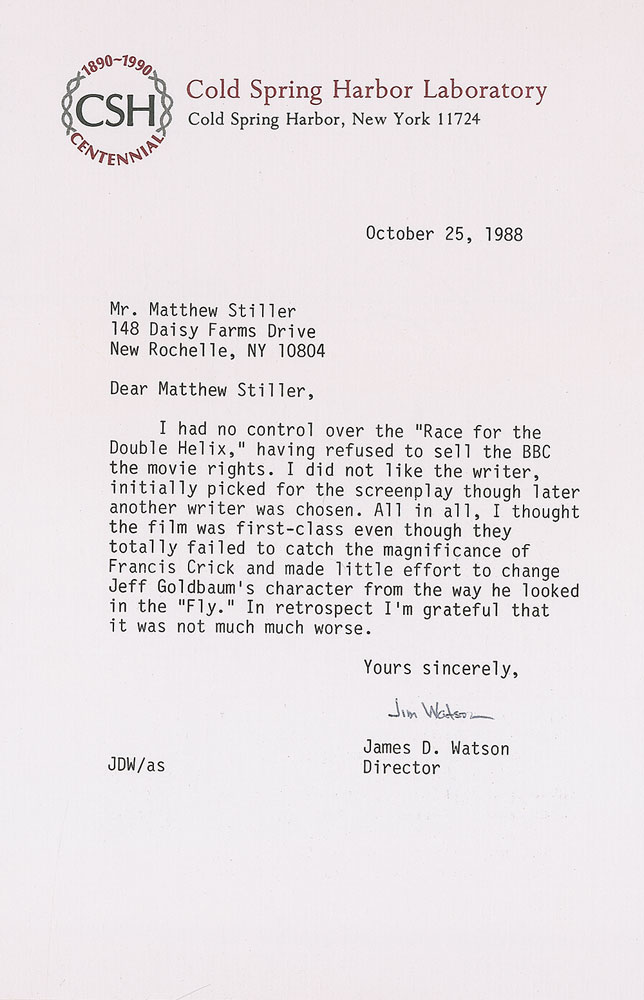 1890~1990
CSH
CENTENNIAL
Cold Spring Harbor Laboratory
Cold Spring Harbor, New York 11724
October 25, 1988
Mr. Matthew Stiller
148 Daisy Farms Drive
New Rochelle, NY 10804
Dear Matthew Stiller,
I had no control over the "Race for the
Double Helix," having refused to sell the BBC
the movie rights. I did not like the writer,
initially picked for the screenplay though later
another writer was chosen. All in all, I thought
the film was first-class even though they
totally failed to catch the magnificance of
Francis Crick and made little effort to change
Jeff Goldbaum's character from the way he looked
in the "Fly." In retrospect I'm grateful that
it was not much much worse.
Yours sincerely,
Jim Watson
James D. Watson
JDW/as
Director